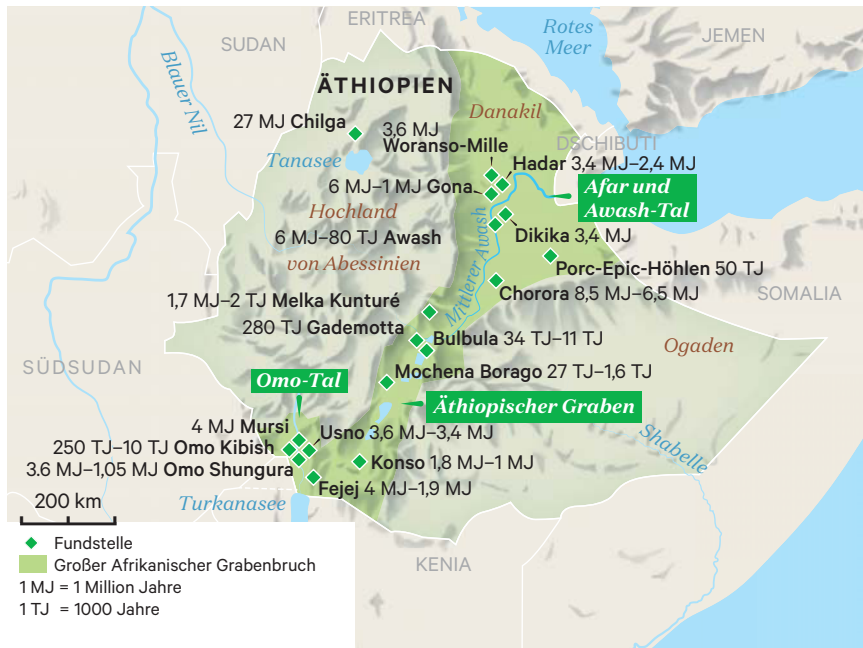 ERITREA
SUDAN
Rotes
Meer
JEMEN
Blauer Nil
ÄTHIOPIEN
Danakil
27 MJ Chilga
3,6 MJ
Woranso-Mille
DSCHIBUTI
Tanasee
Hadar 3,4 MJ–2,4 MJ
6 MJ–1 MJ Gona
Afar und
Awash-Tal
Hochland
6 MJ–80 TJ Awash
Dikika 3,4 MJ
von Abessinien
Mittlerer Awash
Porc-Epic-Höhlen 50 TJ
Chorora 8,5 MJ–6,5 MJ
SOMALIA
1,7 MJ–2 TJ Melka Kunturé
280 TJ Gademotta
Bulbula 34 TJ–11 TJ
Ogaden
SÜDSUDAN
Mochena Borago 27 TJ–1,6 TJ
Omo-Tal
Äthiopischer Graben
4 MJ Mursi
Usno 3,6 MJ–3,4 MJ
Shabelle
250 TJ–10 TJ Omo Kibish
3.6 MJ–1,05 MJ Omo Shungura
Konso 1,8 MJ–1 MJ
Fejej 4 MJ–1,9 MJ
200 km
Turkanasee
Fundstelle
KENIA
Großer Afrikanischer Grabenbruch
1 MJ = 1 Million Jahre
1 TJ = 1000 Jahre